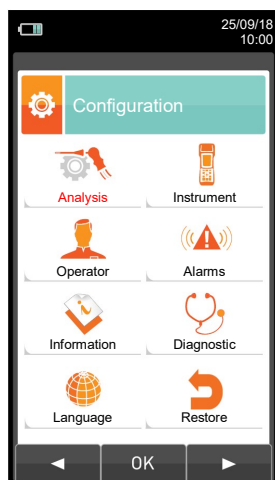 25/09/18
10:00
Configuration
Analysis
Instrument
Operator
Alarms
Information
Diagnostic
Language
Restore
OK